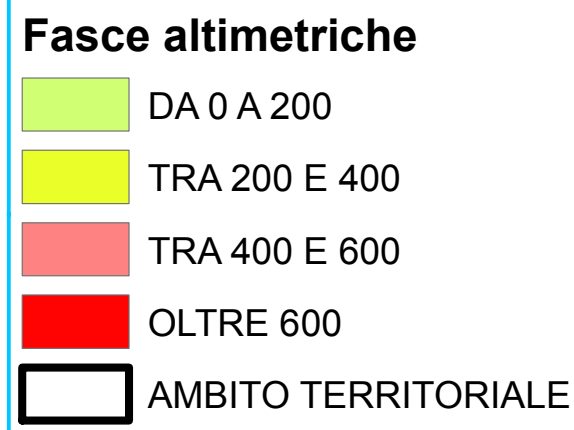 Fasce altimetriche
DA 0 A 200
TRA 200 E 400
TRA 400 E 600
OLTRE 600
AMBITO TERRITORIALE